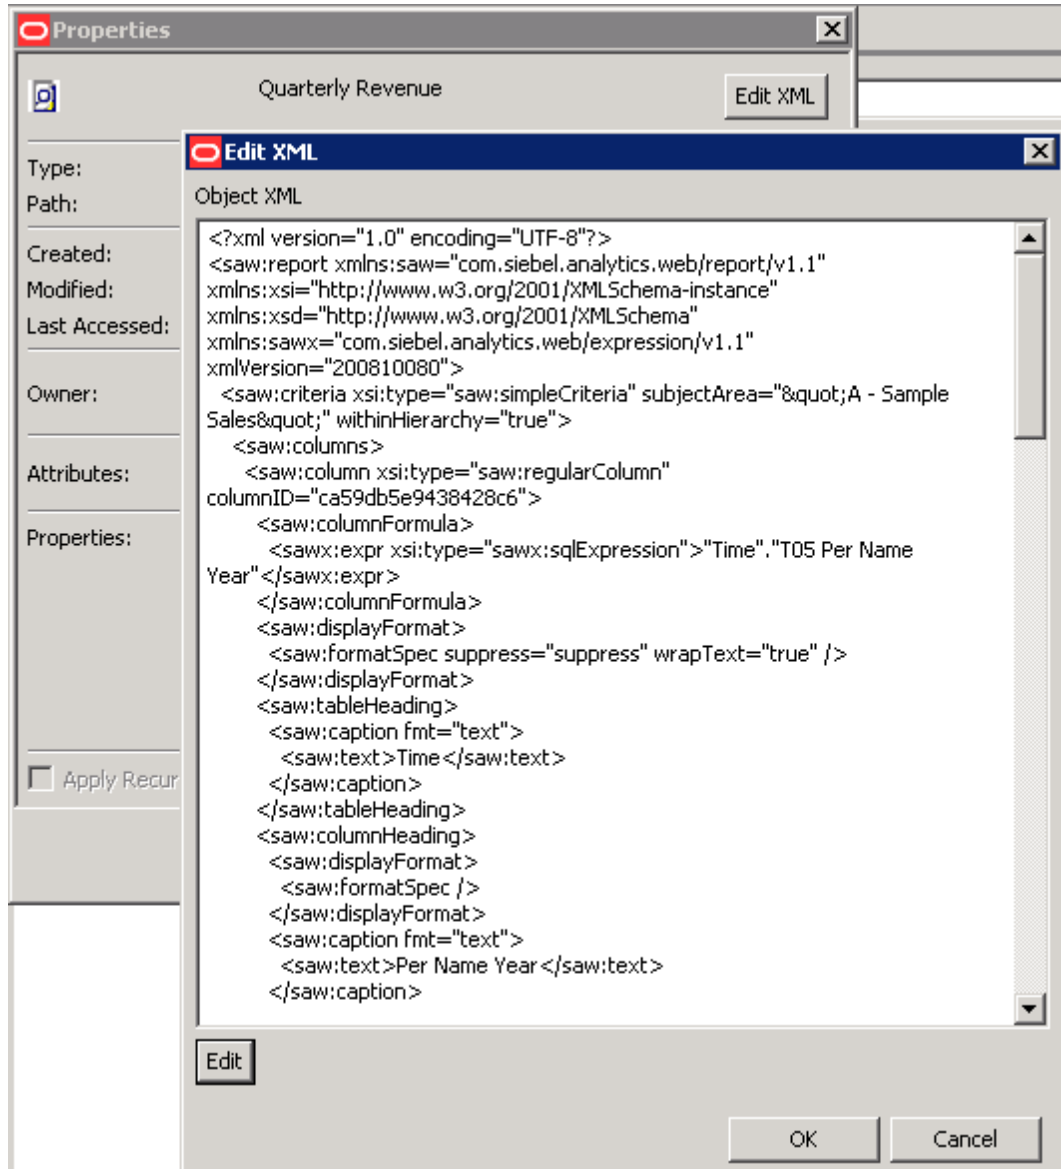 Properties
Quarterly Revenue
Edit XML
Type:
Path:
Created:
Modified:
Last Accessed:
Owner:
Attributes:
Properties:
Apply Recur
Edit XML
Object XML
<?xml version="1.0" encoding="UTF-8"?>
<saw:report xmlns:saw="com.siebel.analytics.web/report/v1.1"
xmlns:xsi="http://www.w3.org/2001/XMLSchema-instance"
xmlns:xsd="http://www.w3.org/2001/XMLSchema"
xmlns:sawx="com.siebel.analytics.web/expression/v1.1"
xmlVersion="200810080">
<saw:criteria xsi:type="saw:simpleCriteria" subjectArea="&quot;A - Sample
Sales&quot;" withinHierarchy="true">
<saw:columns>
<saw:column xsi:type="saw:regularColumn"
columnID="ca59db5e9438428c6">
<saw:columnFormula>
<sawx:expr xsi:type="sawx:sqlExpression">"Time"."T05 Per Name
Year"</sawx:expr>
</saw:columnFormula>
<saw:displayFormat>
<saw:formatSpec suppress="suppress" wrapText="true" />
</saw:displayFormat>
<saw:tableHeading>
<saw:caption fmt="text">
<saw:text>Time</saw:text>
</saw:caption>
</saw:tableHeading>
<saw:columnHeading>
<saw:displayFormat>
<saw:formatSpec />
</saw:displayFormat>
<saw:caption fmt="text">
<saw:text>Per Name Year</saw:text>
</saw:caption>
Edit
OK
Cancel